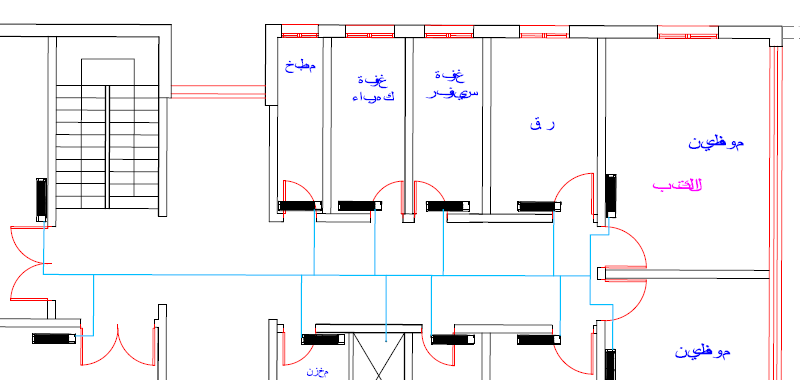 غرفة
سيرفر
غرفة
كهرباء
مطبخ
ر ق
موظفين
موظفين
مخزن